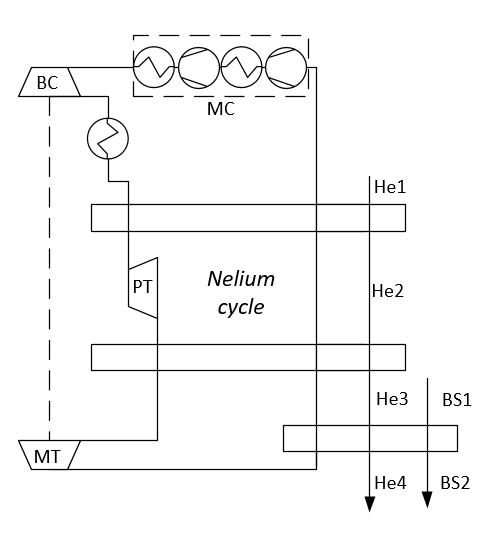 BC
MC
He1
PT
Nelium
cycle
He2
He3
BS1
MT
He4
BS2